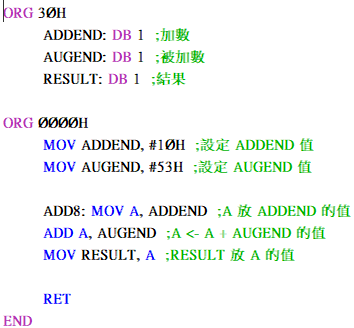 ORG 30H
ADDEND: DB 1 ;加數
AUGEND: DB 1 ;被加數
RESULT: DB 1 ;結果
ORG 0000H
MOV ADDEND, #10H ;設定 ADDEND 值
MOV AUGEND, #53H ;設定 AUGEND 值
ADD8: MOV A, ADDEND ;A 放 ADDEND 的值
ADD A, AUGEND ;A <- A + AUGEND 的值
MOV RESULT, A ;RESULT 放 A 的值
RET
END